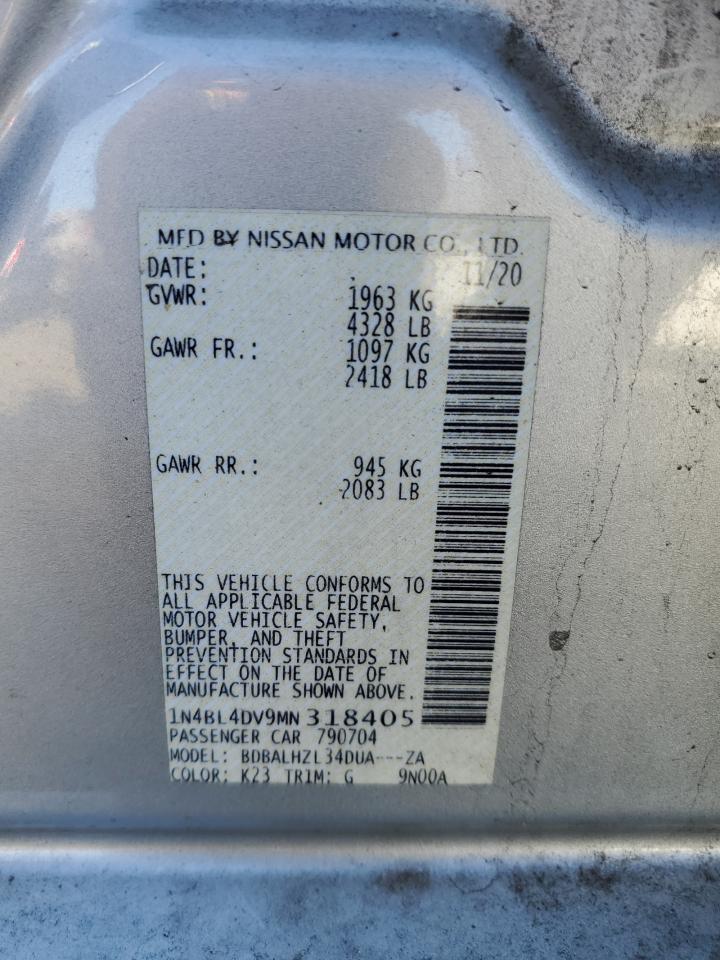 MFD BY NISSAN MOTOR CO., LTD.
DATE: 11/20
GVWR: 1963 KG
4328 LB
GAWR FR.: 1097 KG
2418 LB
GAWR RR.: 945 KG
2083 LB
THIS VEHICLE CONFORMS TO
ALL APPLICABLE FEDERAL
MOTOR VEHICLE SAFETY,
BUMPER, AND THEFT
PREVENTION STANDARDS IN
EFFECT ON THE DATE OF
MANUFACTURE SHOWN ABOVE.
1N4BL4DV9MN318405
PASSENGER CAR 790704
MODEL: BDBALHZL34DUA---ZA
COLOR: K23 TRIM: G 9N00A